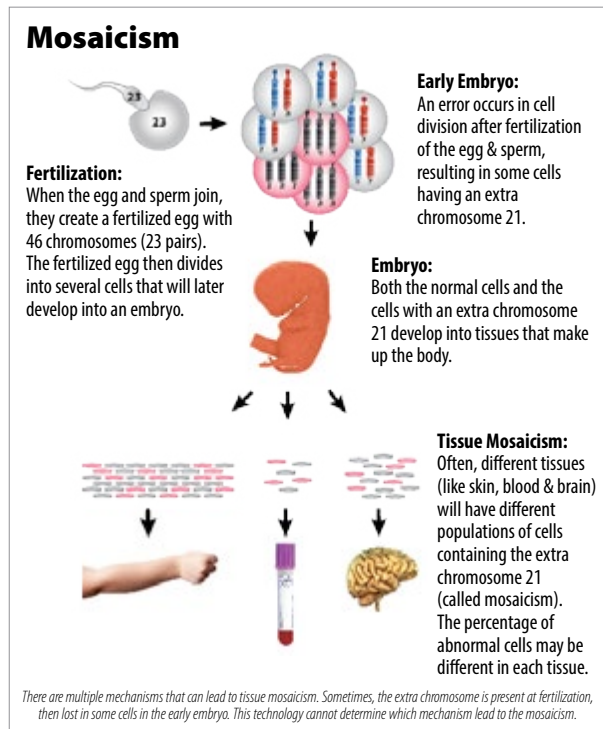 Mosaicism
23
23
Fertilization:
When the egg and sperm join,
they create a fertilized egg with
46 chromosomes (23 pairs).
The fertilized egg then divides
into several cells that will later
develop into an embryo.
Early Embryo:
An error occurs in cell
division after fertilization
of the egg & sperm,
resulting in some cells
having an extra
chromosome 21.
Embryo:
Both the normal cells and the
cells with an extra chromosome
21 develop into tissues that make
up the body.
Tissue Mosaicism:
Often, different tissues
(like skin, blood & brain)
will have different
populations of cells
containing the extra
chromosome 21
(called mosaicism).
The percentage of
abnormal cells may be
different in each tissue.
There are multiple mechanisms that can lead to tissue mosaicism. Sometimes, the extra chromosome is present at fertilization,
then lost in some cells in the early embryo. This technology cannot determine which mechanism lead to the mosaicism.